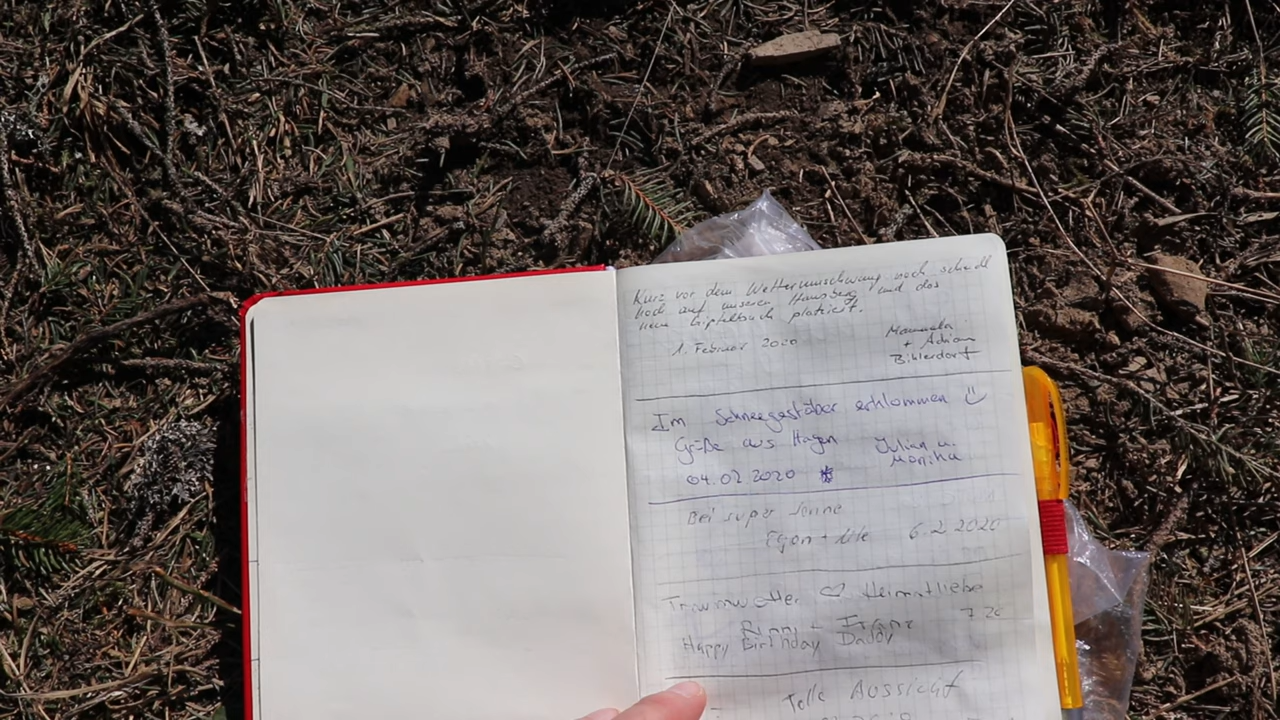 Kurz vor dem Wetterumschwung noch schnell
hoch auf unseren Hausberg und das
neue Gipfelbuch platziert.
1. Februar 2020
Manuela
+ Adrian
Bihlerdorf
Im Schneegestöber erklommen
Grüße aus Hagen
Julian u.
Monika
04.02.2020
Bei super Sonne
Egon + Ute 6.2.2020
Traumwetter ♡ Heimatliebe
Happy Birthday Daddy
Tolle Aussicht